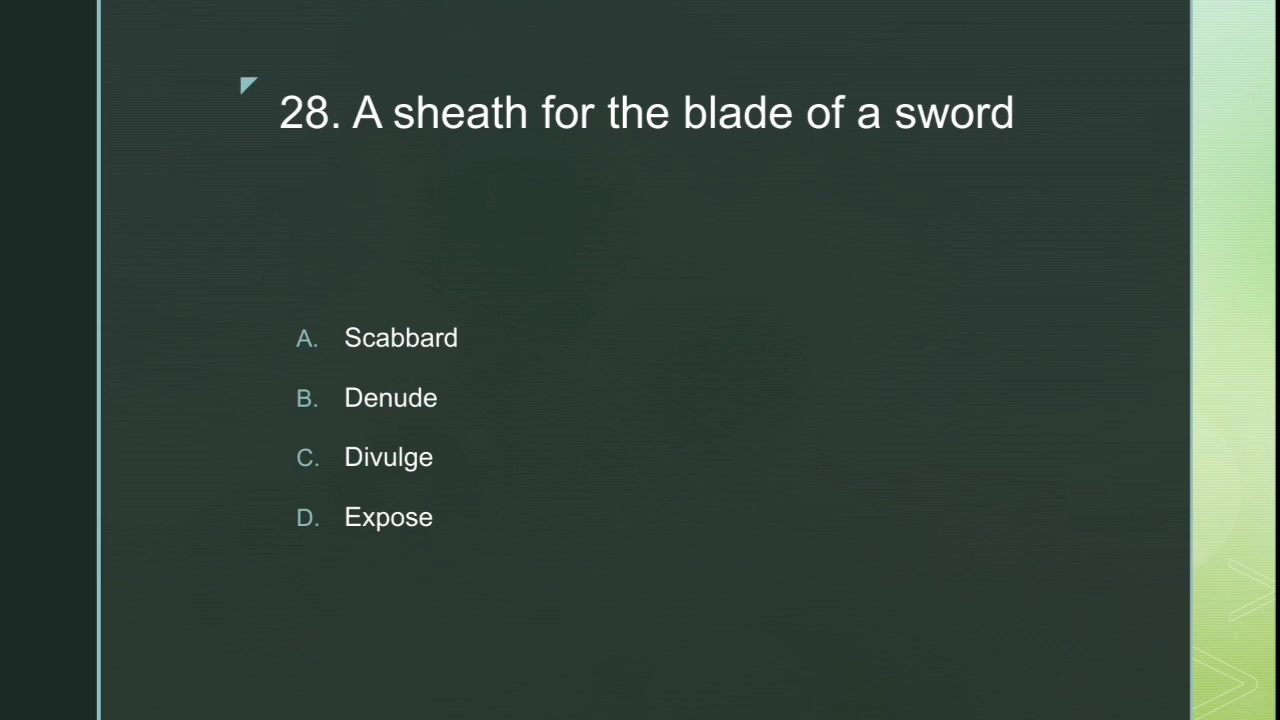 28. A sheath for the blade of a sword
A. Scabbard
B. Denude
C. Divulge
D. Expose